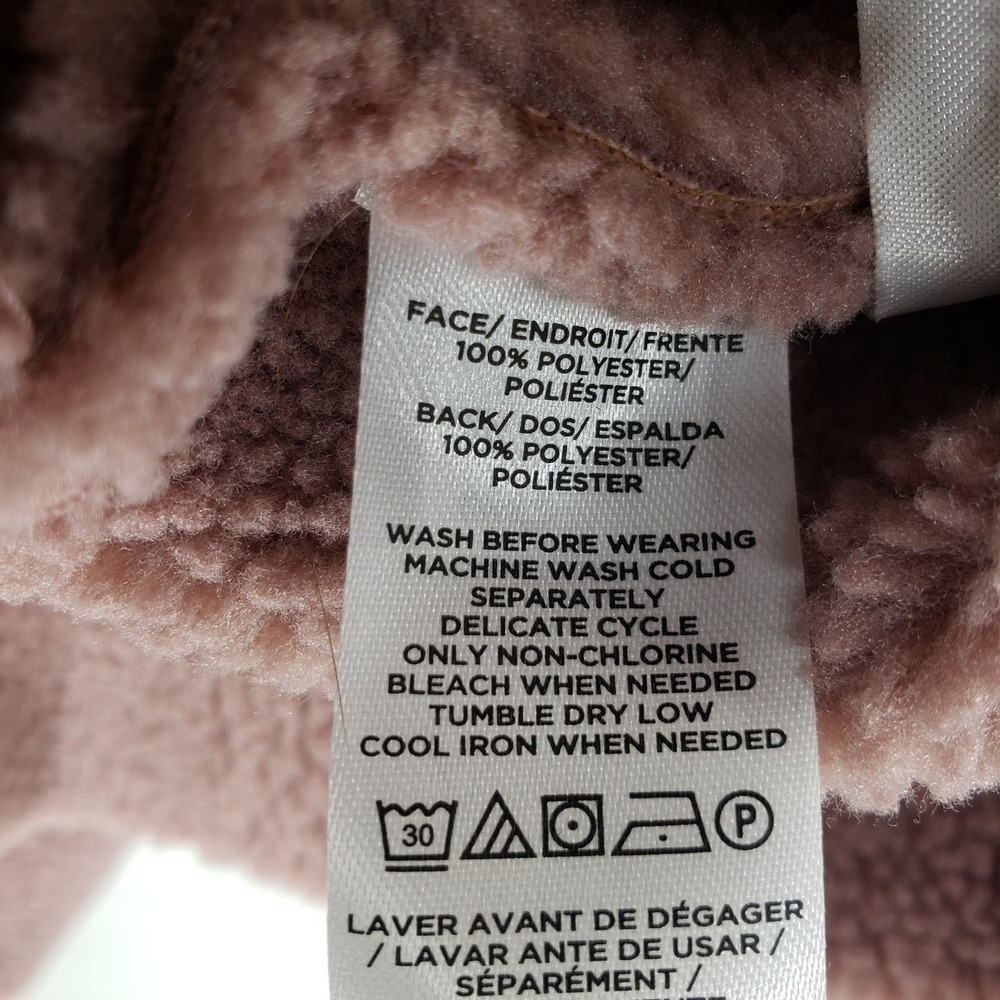 FACE/ ENDROIT/ FRENTE
100% POLYESTER/
POLIÉSTER
BACK/ DOS/ ESPALDA
100% POLYESTER/
POLIÉSTER
WASH BEFORE WEARING
MACHINE WASH COLD
SEPARATELY
DELICATE CYCLE
ONLY NON-CHLORINE
BLEACH WHEN NEEDED
TUMBLE DRY LOW
COOL IRON WHEN NEEDED
30 P
LAVER AVANT DE DÉGAGER
/ LAVAR ANTE DE USAR /
SÉPARÉMENT /